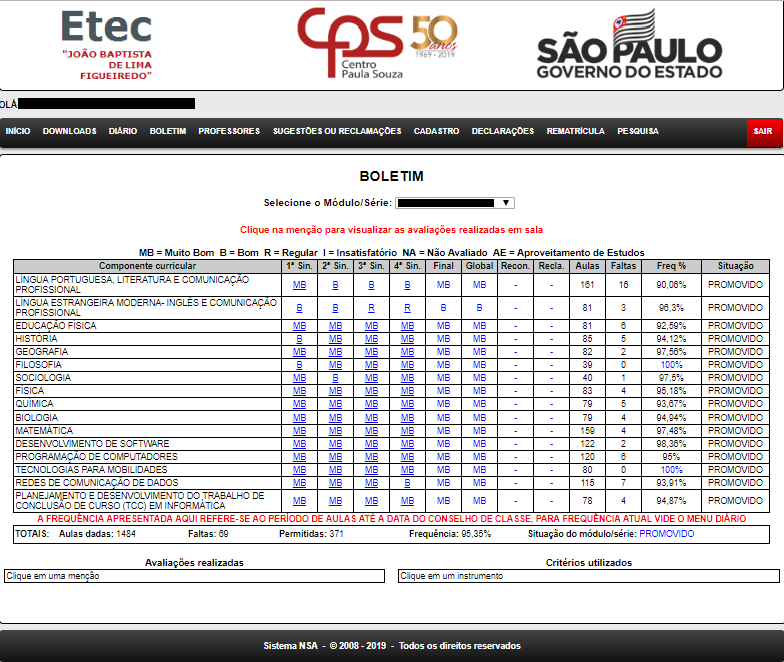 Etec
"JOÃO BAPTISTA
DE LIMA
FIGUEIREDO"
CPS 50 anos
1969 - 2019
Centro
Paula Souza
SÃO PAULO
GOVERNO DO ESTADO
OLÁ
INÍCIO DOWNLOADS DIÁRIO BOLETIM PROFESSORES SUGESTÕES OU RECLAMAÇÕES CADASTRO DECLARAÇÕES REMATRÍCULA PESQUISA SAIR
BOLETIM
Selecione o Módulo/Série:
Clique na menção para visualizar as avaliações realizadas em sala
MB = Muito Bom B = Bom R = Regular I = Insatisfatório NA = Não Avaliado AE = Aproveitamento de Estudos
Componente curricular 1ª Sin. 2ª Sin. 3ª Sin. 4ª Sin. Final Global Recon. Recla. Aulas Faltas Freq % Situação
LÍNGUA PORTUGUESA, LITERATURA E COMUNICAÇÃO
PROFISSIONAL MB B B B MB MB - - 161 16 90,06% PROMOVIDO
LÍNGUA ESTRANGEIRA MODERNA- INGLÊS E COMUNICAÇÃO
PROFISSIONAL B B R R B B - - 81 3 96,3% PROMOVIDO
EDUCAÇÃO FÍSICA MB MB MB MB MB MB - - 81 6 92,59% PROMOVIDO
HISTÓRIA B MB MB MB MB MB - - 85 5 94,12% PROMOVIDO
GEOGRAFIA MB MB MB MB MB MB - - 82 2 97,56% PROMOVIDO
FILOSOFIA B MB MB MB MB MB - - 39 0 100% PROMOVIDO
SOCIOLOGIA MB B MB MB MB MB - - 40 1 97,5% PROMOVIDO
FÍSICA MB MB MB MB MB MB - - 83 4 95,18% PROMOVIDO
QUÍMICA MB MB MB MB MB MB - - 79 5 93,67% PROMOVIDO
BIOLOGIA MB MB MB MB MB MB - - 79 4 94,94% PROMOVIDO
MATEMÁTICA MB MB MB MB MB MB - - 159 4 97,48% PROMOVIDO
DESENVOLVIMENTO DE SOFTWARE MB MB MB MB MB MB - - 122 2 98,36% PROMOVIDO
PROGRAMAÇÃO DE COMPUTADORES MB MB MB MB MB MB - - 120 6 95% PROMOVIDO
TECNOLOGIAS PARA MOBILIDADES MB MB MB MB MB MB - - 80 0 100% PROMOVIDO
REDES DE COMUNICAÇÃO DE DADOS MB MB MB B MB MB - - 115 7 93,91% PROMOVIDO
PLANEJAMENTO E DESENVOLVIMENTO DO TRABALHO DE
CONCLUSÃO DE CURSO (TCC) EM INFORMÁTICA MB MB MB MB MB MB - - 78 4 94,87% PROMOVIDO
A FREQUÊNCIA APRESENTADA AQUI REFERE-SE AO PERÍODO DE AULAS ATÉ A DATA DO CONSELHO DE CLASSE, PARA FREQUÊNCIA ATUAL VIDE O MENU DIÁRIO
TOTAIS: Aulas dadas: 1484 Faltas: 69 Permitidas: 371 Frequência: 95,35% Situação do módulo/série: PROMOVIDO
Avaliações realizadas Critérios utilizados
Clique em uma menção Clique em um instrumento
Sistema NSA - © 2008 - 2019 - Todos os direitos reservados